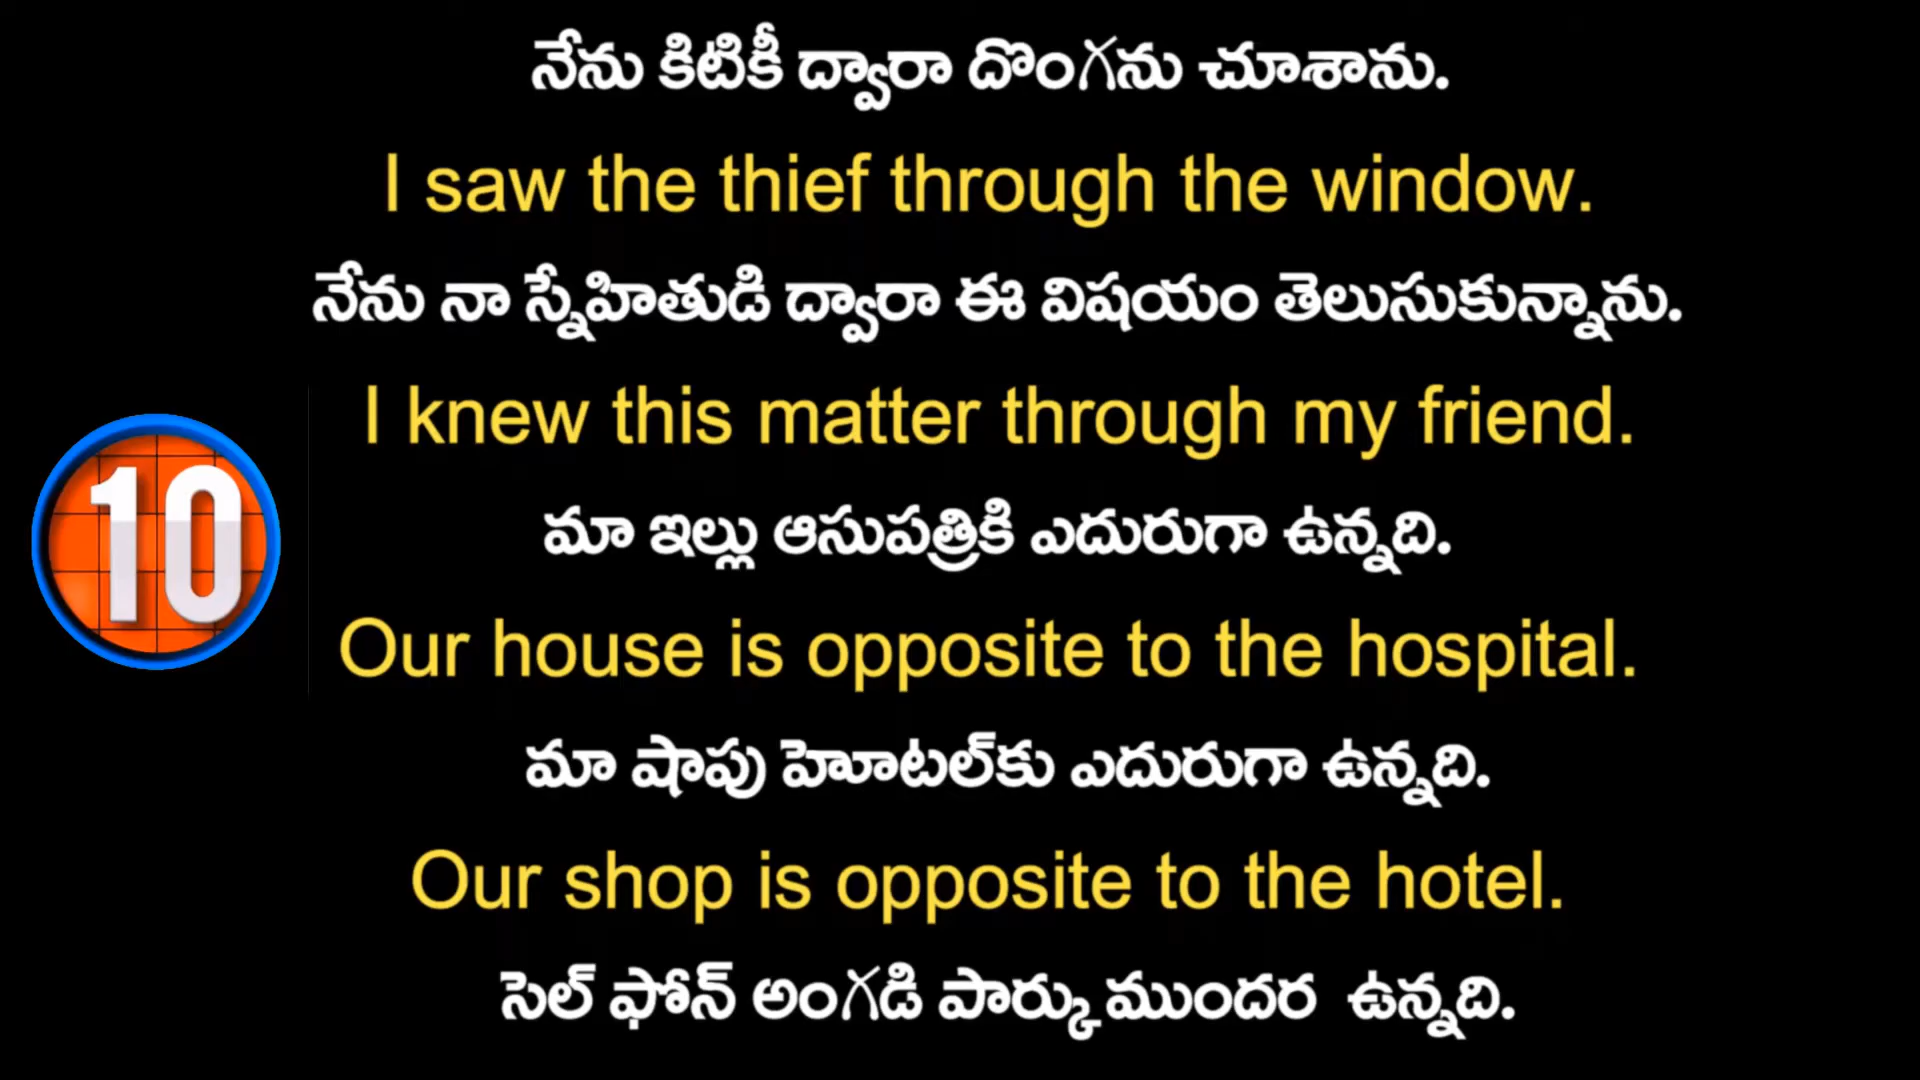 నేను కిటికీ ద్వారా దొంగను చూశాను.
I saw the thief through the window.
నేను నా స్నేహితుడి ద్వారా ఈ విషయం తెలుసుకున్నాను.
I knew this matter through my friend.
10
మా ఇల్లు ఆసుపత్రికి ఎదురుగా ఉన్నది.
Our house is opposite to the hospital.
మా షాపు హెూటల్‌కు ఎదురుగా ఉన్నది.
Our shop is opposite to the hotel.
సెల్ ఫోన్ అంగడి పార్కు ముందర ఉన్నది.